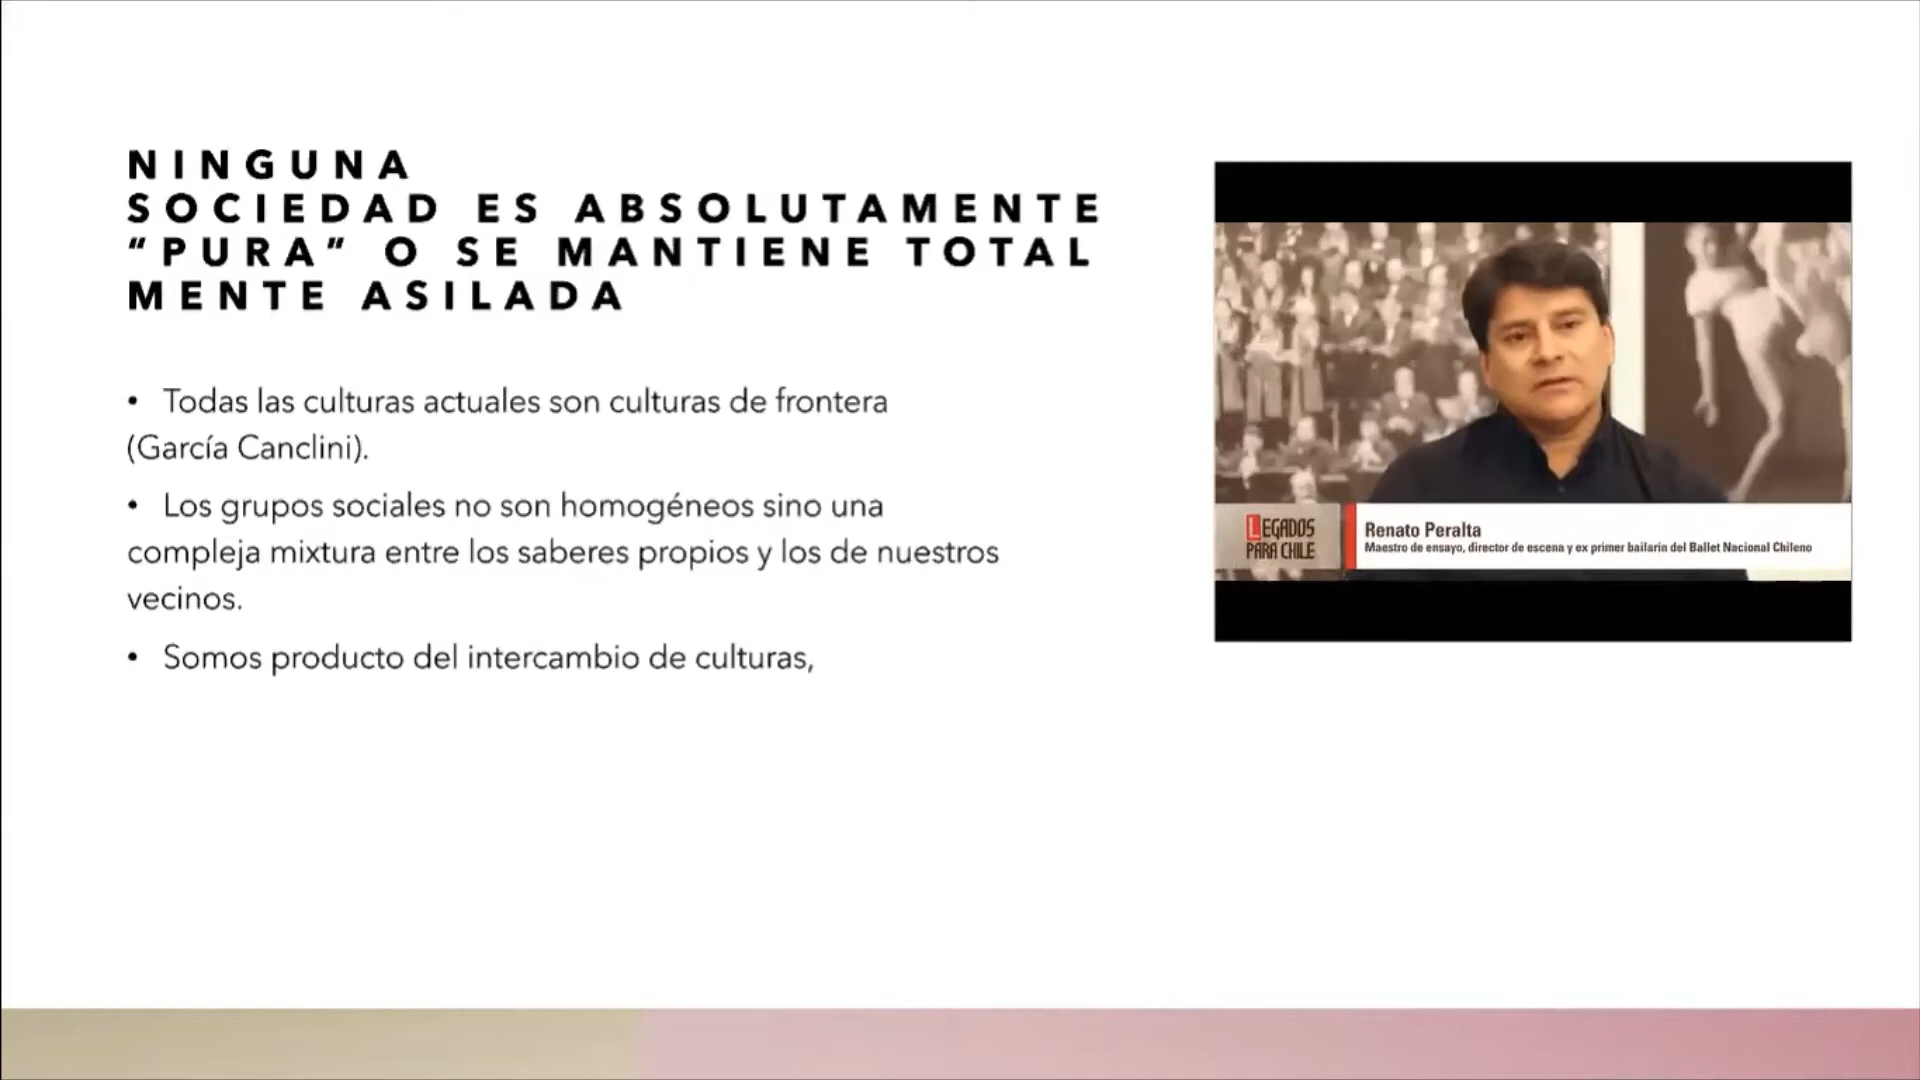 NINGUNA
SOCIEDAD ES ABSOLUTAMENTE
“PURA” O SE MANTIENE TOTAL
MENTE ASILADA
• Todas las culturas actuales son culturas de frontera
(García Canclini).
• Los grupos sociales no son homogéneos sino una
compleja mixtura entre los saberes propios y los de nuestros
vecinos.
• Somos producto del intercambio de culturas,
LEGADOS
PARA CHILE
Renato Peralta
Maestro de ensayo, director de escena y ex primer bailarín del Ballet Nacional Chileno